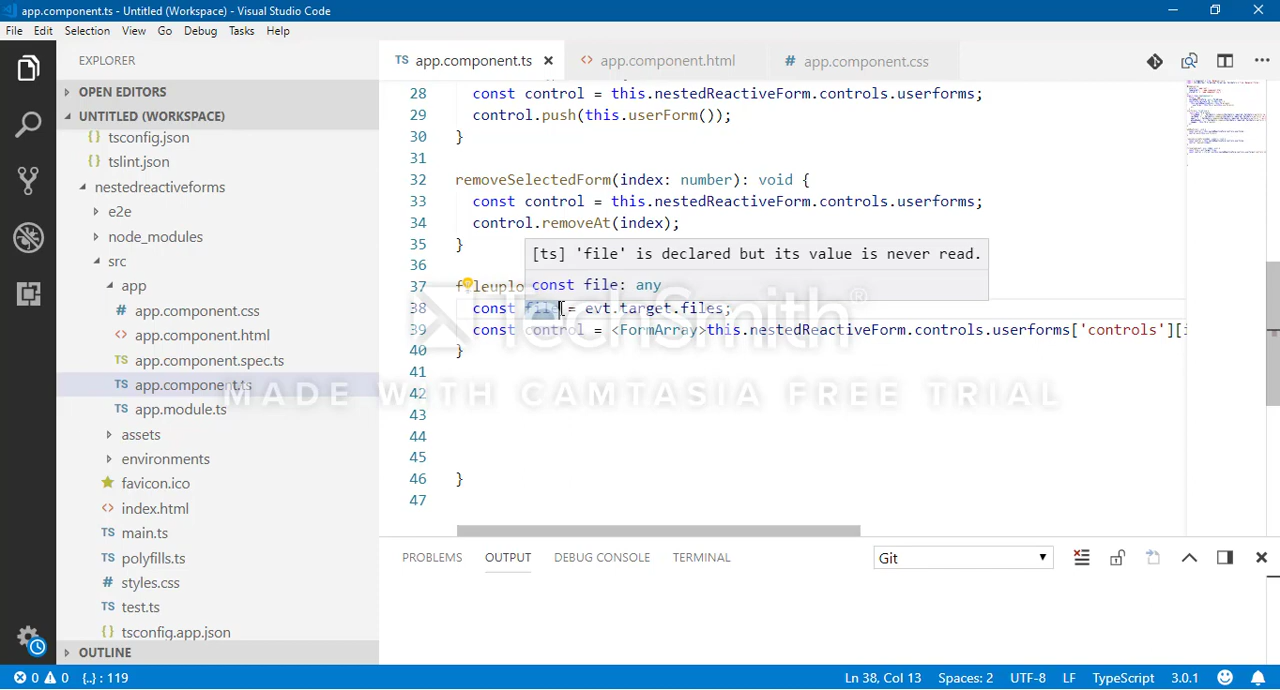 app.component.ts - Untitled (Workspace) - Visual Studio Code
File Edit Selection View Go Debug Tasks Help
EXPLORER
OPEN EDITORS
UNTITLED (WORKSPACE)
{ } tsconfig.json
{ } tslint.json
nestedreactiveforms
e2e
node_modules
src
app
# app.component.css
<> app.component.html
TS app.component.spec.ts
TS app.component.ts
TS app.module.ts
assets
environments
favicon.ico
<> index.html
TS main.ts
TS polyfills.ts
# styles.css
TS test.ts
{ } tsconfig.app.json
OUTLINE
TS app.component.ts × <> app.component.html # app.component.css
28 const control = this.nestedReactiveForm.controls.userforms;
29 control.push(this.userForm());
30 }
31
32 removeSelectedForm(index: number): void {
33 const control = this.nestedReactiveForm.controls.userforms;
34 control.removeAt(index);
35 }
36
[ts] 'file' is declared but its value is never read.
const file: any
37 fileuplo
38 const file = evt.target.files;
39 const control = <FormArray>this.nestedReactiveForm.controls.userforms['controls'][i
40 }
41
42
43
44
45
46 }
47
TechSmith®
MADE WITH CAMTASIA FREE TRIAL
PROBLEMS OUTPUT DEBUG CONSOLE TERMINAL Git
0 0 {..} : 119 Ln 38, Col 13 Spaces: 2 UTF-8 LF TypeScript 3.0.1